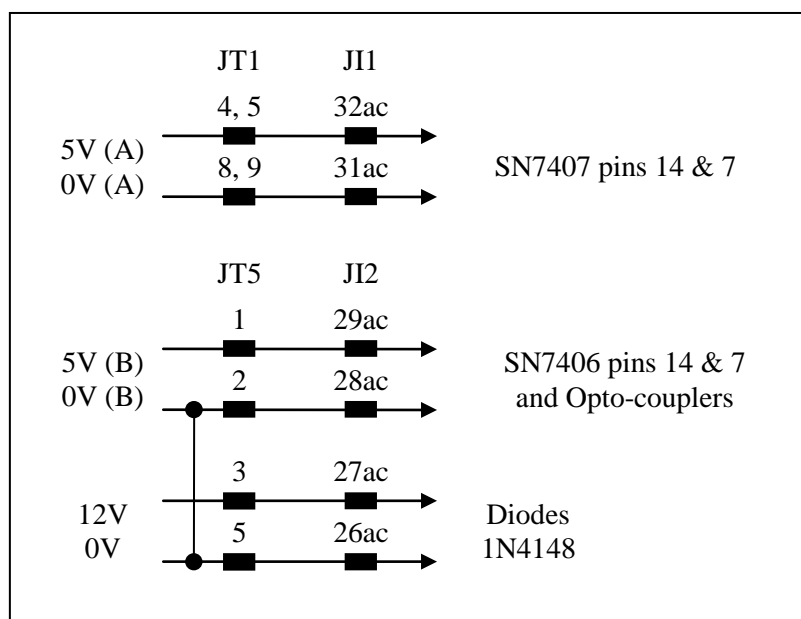 JT1 JI1
4, 5 32ac
5V (A)
8, 9 31ac
0V (A)
SN7407 pins 14 & 7
JT5 JI2
1 29ac
5V (B)
0V (B)
2 28ac
SN7406 pins 14 & 7
and Opto-couplers
3 27ac
12V
0V
5 26ac
Diodes
1N4148